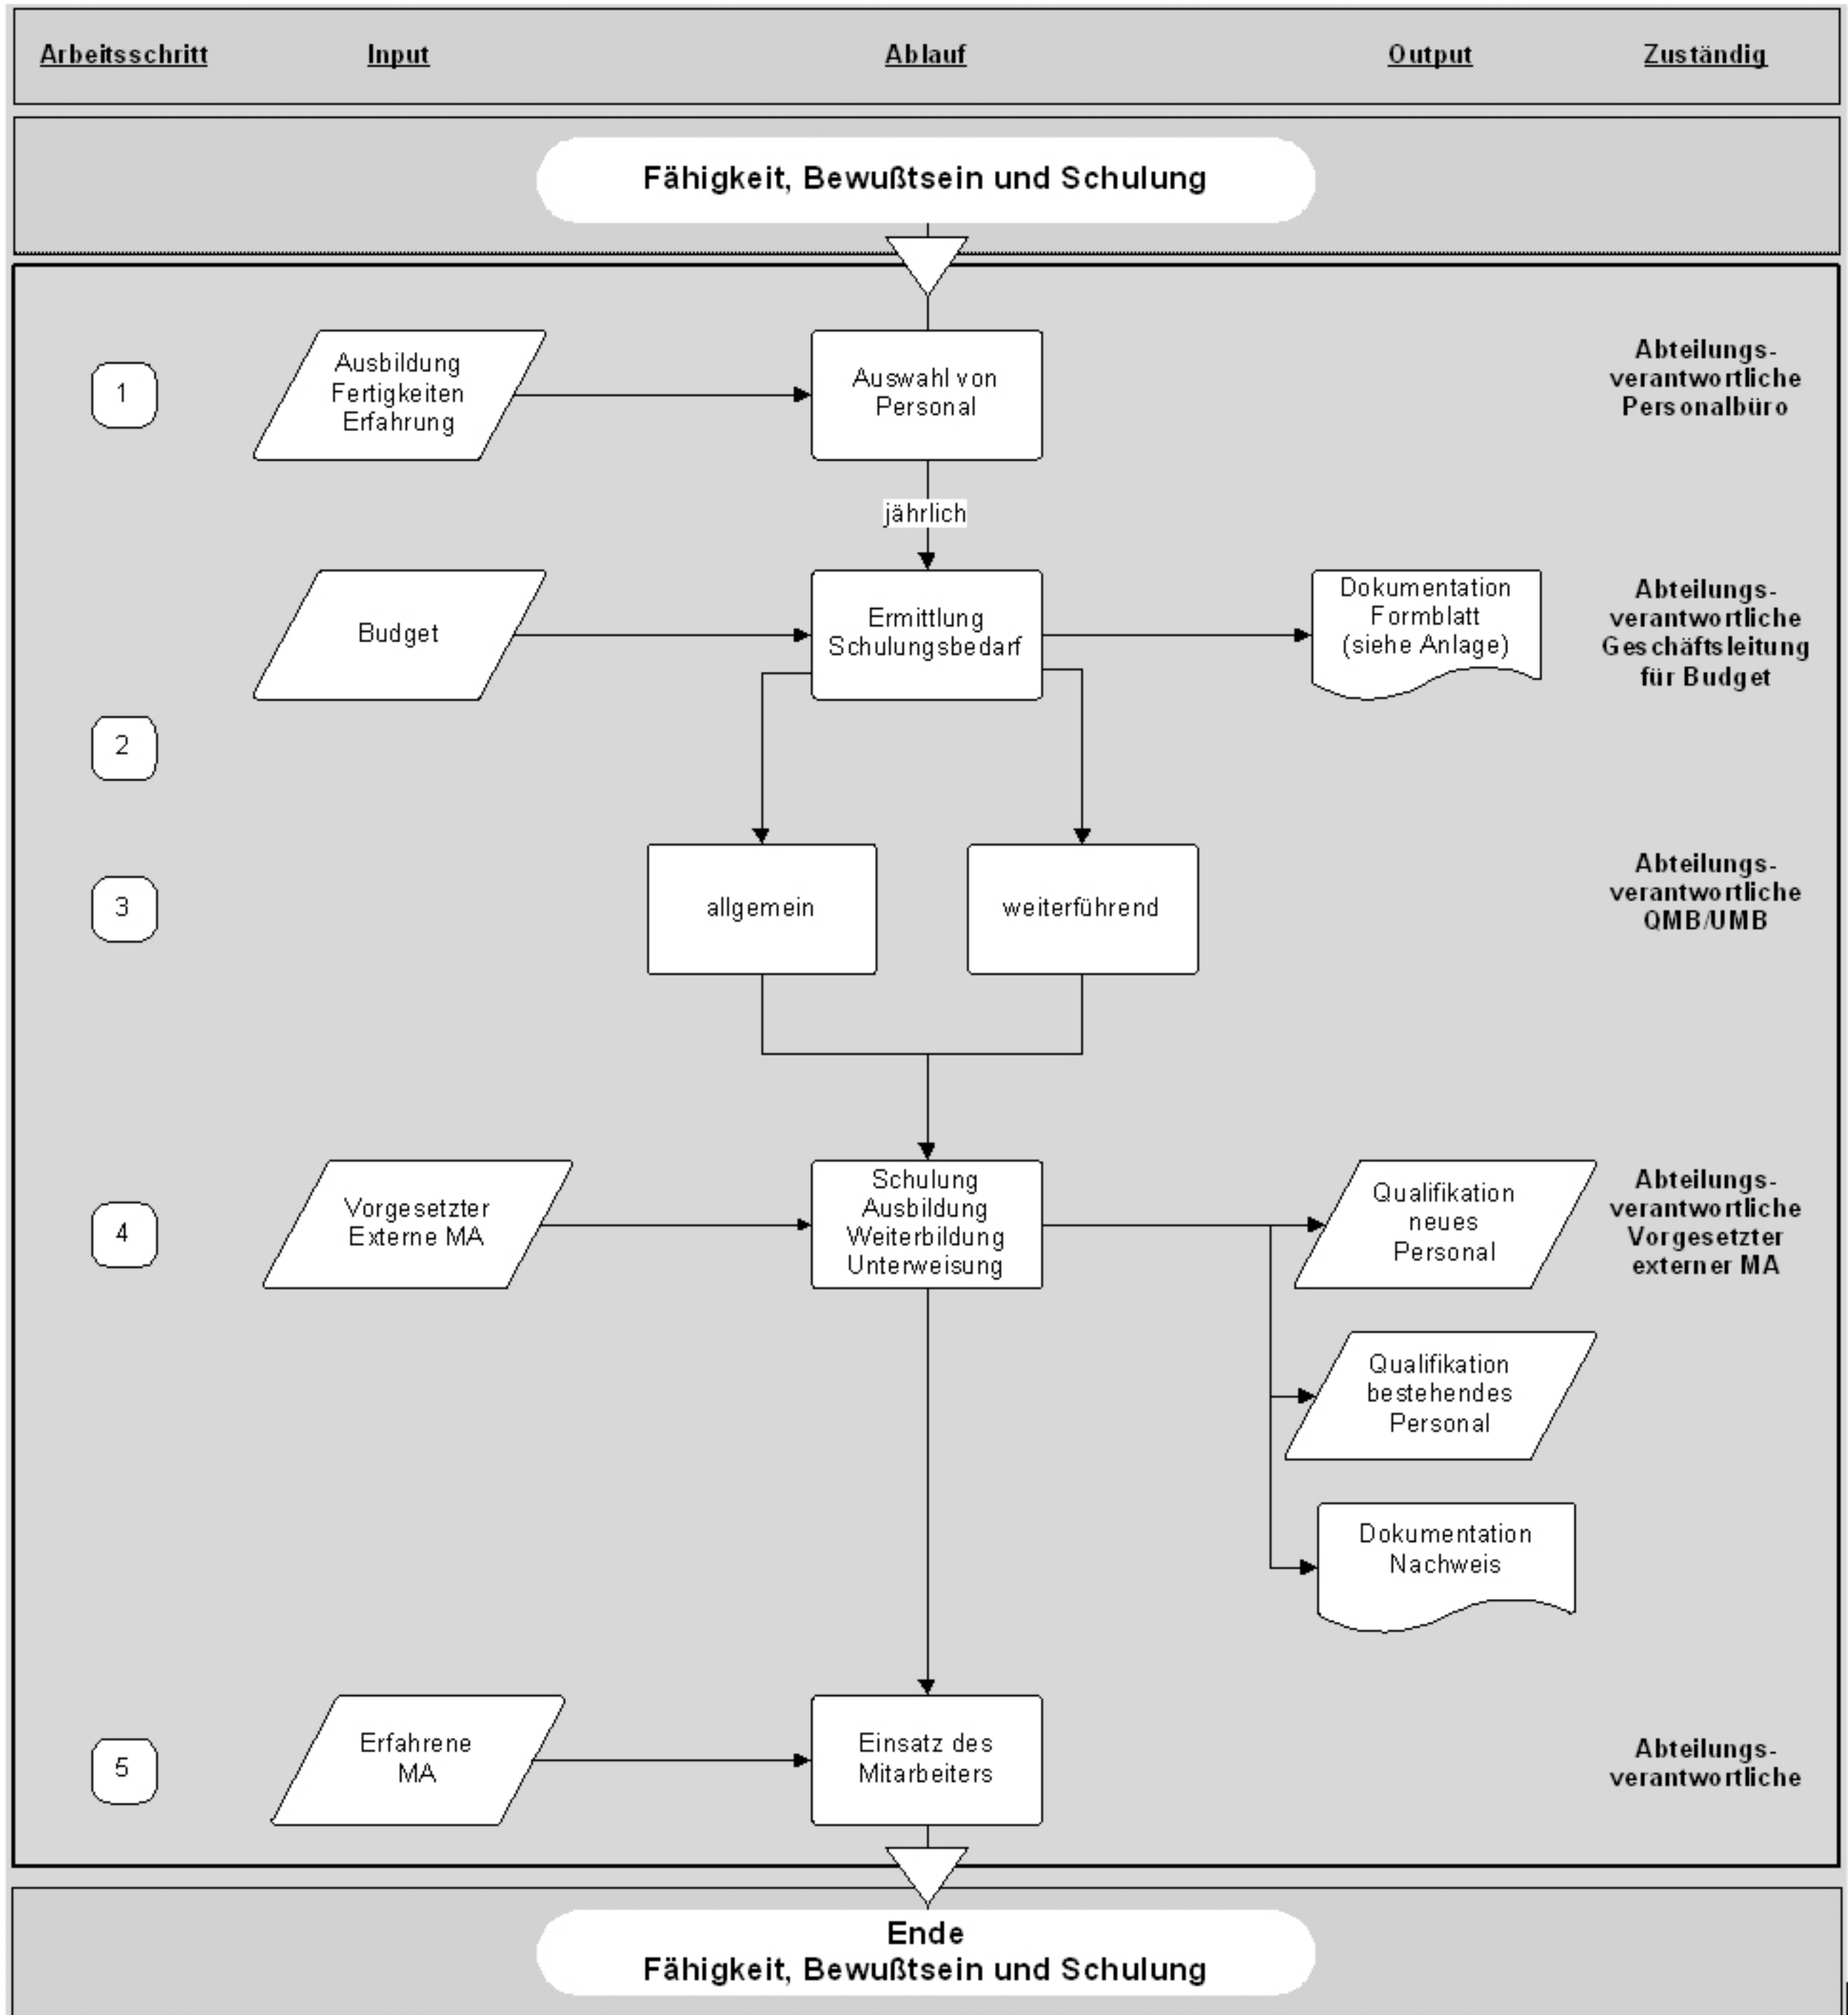 Arbeitsschritt
Input
Ablauf
Output
Zuständig
Fähigkeit, Bewußtsein und Schulung
1
Ausbildung
Fertigkeiten
Erfahrung
Auswahl von
Personal
Abteilungs-
verantwortliche
Personalbüro
jährlich
Budget
Ermittlung
Schulungsbedarf
Dokumentation
Formblatt
(siehe Anlage)
Abteilungs-
verantwortliche
Geschäftsleitung
für Budget
2
3
allgemein
weiterführend
Abteilungs-
verantwortliche
QMB/UMB
4
Vorgesetzter
Externe MA
Schulung
Ausbildung
Weiterbildung
Unterweisung
Qualifikation
neues
Personal
Abteilungs-
verantwortliche
Vorgesetzter
externer MA
Qualifikation
bestehendes
Personal
Dokumentation
Nachweis
5
Erfahrene
MA
Einsatz des
Mitarbeiters
Abteilungs-
verantwortliche
Ende
Fähigkeit, Bewußtsein und Schulung